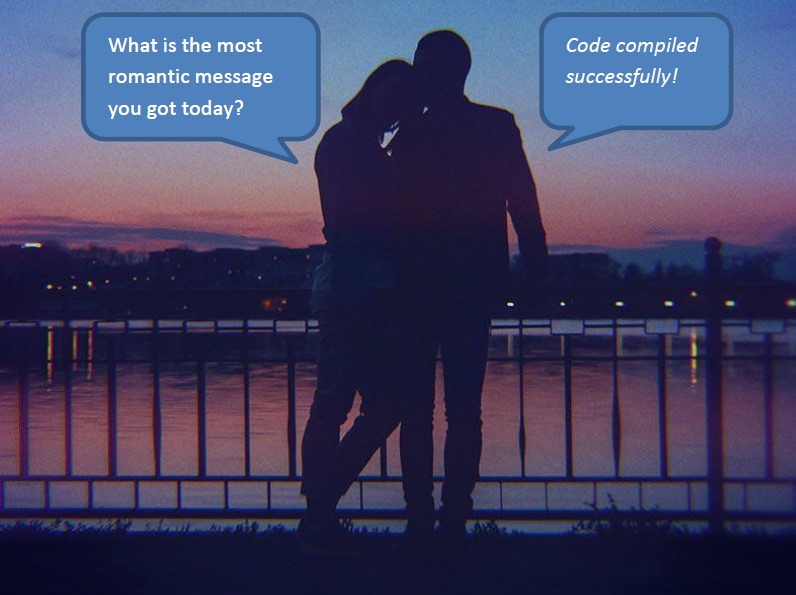 What is the most
romantic message
you got today?
Code compiled
successfully!